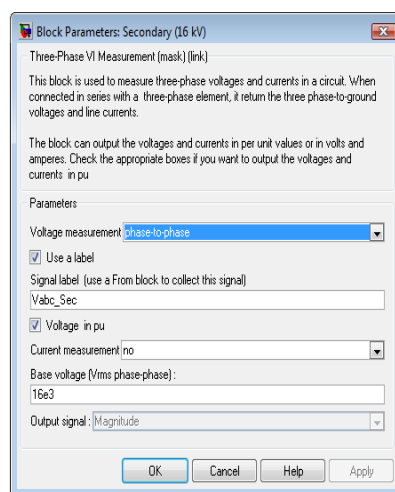 Block Parameters: Secondary (16 kV)
Three-Phase VI Measurement (mask) (link)
This block is used to measure three-phase voltages and currents in a circuit. When
connected in series with a three-phase element, it return the three phase-to-ground
voltages and line currents.
The block can output the voltages and currents in per unit values or in volts and
amperes. Check the appropriate boxes if you want to output the voltages and
currents in pu
Parameters
Voltage measurement phase-to-phase
Use a label
Signal label (use a From block to collect this signal)
Vabc_Sec
Voltage in pu
Current measurement no
Base voltage (Vrms phase-phase) :
16e3
Output signal : Magnitude
OK Cancel Help Apply